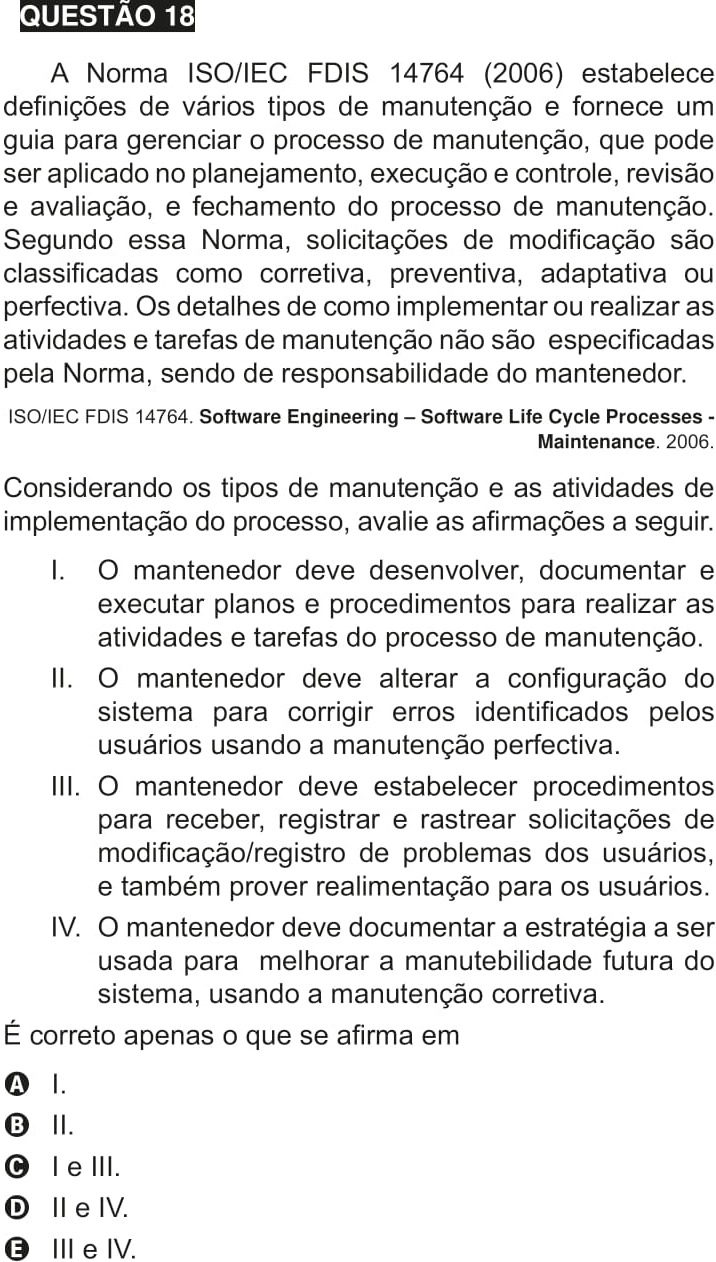 QUESTÃO 18
A Norma ISO/IEC FDIS 14764 (2006) estabelece
definições de vários tipos de manutenção e fornece um
guia para gerenciar o processo de manutenção, que pode
ser aplicado no planejamento, execução e controle, revisão
e avaliação, e fechamento do processo de manutenção.
Segundo essa Norma, solicitações de modificação são
classificadas como corretiva, preventiva, adaptativa ou
perfectiva. Os detalhes de como implementar ou realizar as
atividades e tarefas de manutenção não são especificadas
pela Norma, sendo de responsabilidade do mantenedor.
ISO/IEC FDIS 14764. Software Engineering – Software Life Cycle Processes -
Maintenance. 2006.
Considerando os tipos de manutenção e as atividades de
implementação do processo, avalie as afirmações a seguir.
I. O mantenedor deve desenvolver, documentar e
executar planos e procedimentos para realizar as
atividades e tarefas do processo de manutenção.
II. O mantenedor deve alterar a configuração do
sistema para corrigir erros identificados pelos
usuários usando a manutenção perfectiva.
III. O mantenedor deve estabelecer procedimentos
para receber, registrar e rastrear solicitações de
modificação/registro de problemas dos usuários,
e também prover realimentação para os usuários.
IV. O mantenedor deve documentar a estratégia a ser
usada para melhorar a manutebilidade futura do
sistema, usando a manutenção corretiva.
É correto apenas o que se afirma em
A I.
B II.
C I e III.
D II e IV.
E III e IV.